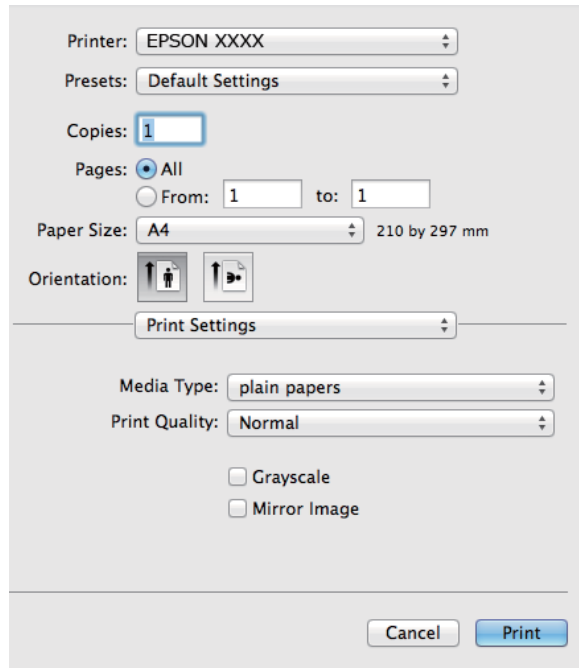 Printer: EPSON XXXX
Presets: Default Settings
Copies: 1
Pages: All
From: 1 to: 1
Paper Size: A4 210 by 297 mm
Orientation:
Print Settings
Media Type: plain papers
Print Quality: Normal
Grayscale
Mirror Image
Cancel Print